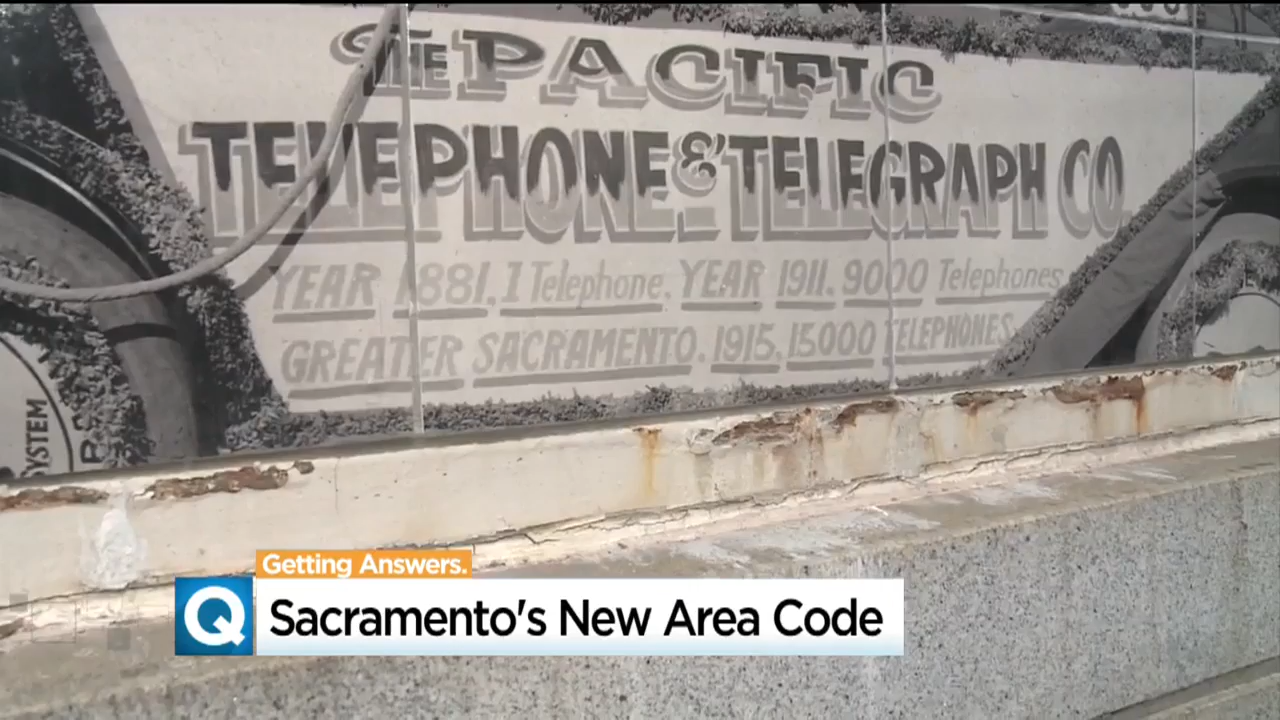 THE PACIFIC
TELEPHONE & TELEGRAPH CO.
YEAR 1881. 1 Telephone. YEAR 1911. 9000 Telephones
GREATER SACRAMENTO. 1915. 15000 TELEPHONES.
SYSTEM
Getting Answers.
Q
Sacramento's New Area Code